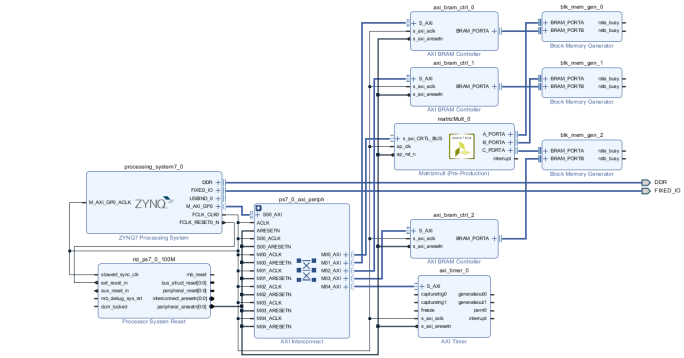 axi_bram_ctrl_0
S_AXI
s_axi_aclk
s_axi_aresetn
BRAM_PORTA
AXI BRAM Controller
blk_mem_gen_0
BRAM_PORTA
BRAM_PORTB
rsta_busy
rstb_busy
Block Memory Generator
axi_bram_ctrl_1
S_AXI
s_axi_aclk
s_axi_aresetn
BRAM_PORTA
AXI BRAM Controller
blk_mem_gen_1
BRAM_PORTA
BRAM_PORTB
rsta_busy
rstb_busy
Block Memory Generator
matrizMult_0
s_axi_CRTL_BUS
ap_clk
ap_rst_n
A_PORTA
B_PORTA
C_PORTA
interrupt
Matrizmult (Pre-Production)
blk_mem_gen_2
BRAM_PORTA
BRAM_PORTB
rsta_busy
rstb_busy
Block Memory Generator
processing_system7_0
M_AXI_GP0_ACLK
ZYNQ
DDR
FIXED_IO
USBIND_0
M_AXI_GP0
FCLK_CLK0
FCLK_RESET0_N
ZYNQ7 Processing System
DDR
FIXED_IO
ps7_0_axi_periph
S00_AXI
ACLK
ARESETN
S00_ACLK
S00_ARESETN
M00_ACLK
M00_ARESETN
M01_ACLK
M01_ARESETN
M02_ACLK
M02_ARESETN
M03_ACLK
M03_ARESETN
M04_ACLK
M04_ARESETN
M00_AXI
M01_AXI
M02_AXI
M03_AXI
M04_AXI
AXI Interconnect
axi_bram_ctrl_2
S_AXI
s_axi_aclk
s_axi_aresetn
BRAM_PORTA
AXI BRAM Controller
rst_ps7_0_100M
slowest_sync_clk
ext_reset_in
aux_reset_in
mb_debug_sys_rst
dcm_locked
mb_reset
bus_struct_reset[0:0]
peripheral_reset[0:0]
interconnect_aresetn[0:0]
peripheral_aresetn[0:0]
Processor System Reset
axi_timer_0
S_AXI
capturetrig0
capturetrig1
freeze
s_axi_aclk
s_axi_aresetn
generateout0
generateout1
pwm0
interrupt
AXI Timer